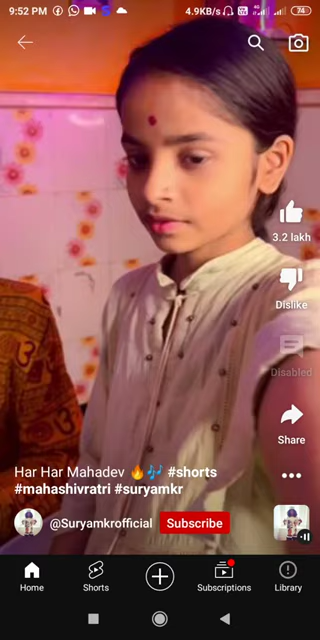 9:52 PM
4.9KB/s
4G
74
3.2 lakh
Dislike
Disabled
Share
Har Har Mahadev 🔥🎶 #shorts
#mahashivratri #suryamkr
@Suryamkrofficial Subscribe
Home Shorts Subscriptions Library